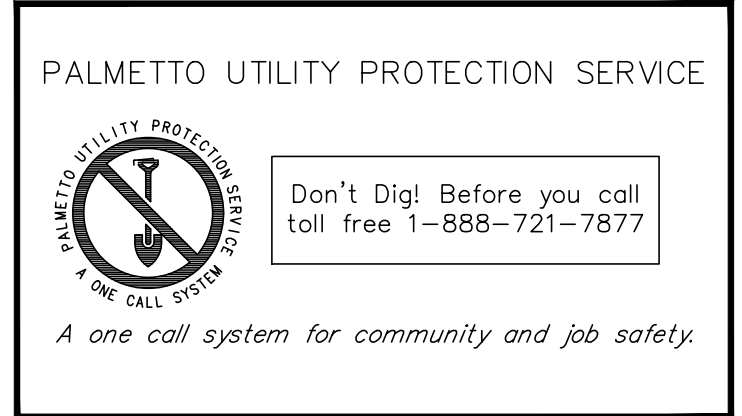 PALMETTO UTILITY PROTECTION SERVICE
PALMETTO UTILITY PROTECTION SERVICE
A ONE CALL SYSTEM
Don't Dig! Before you call
toll free 1-888-721-7877
A one call system for community and job safety.